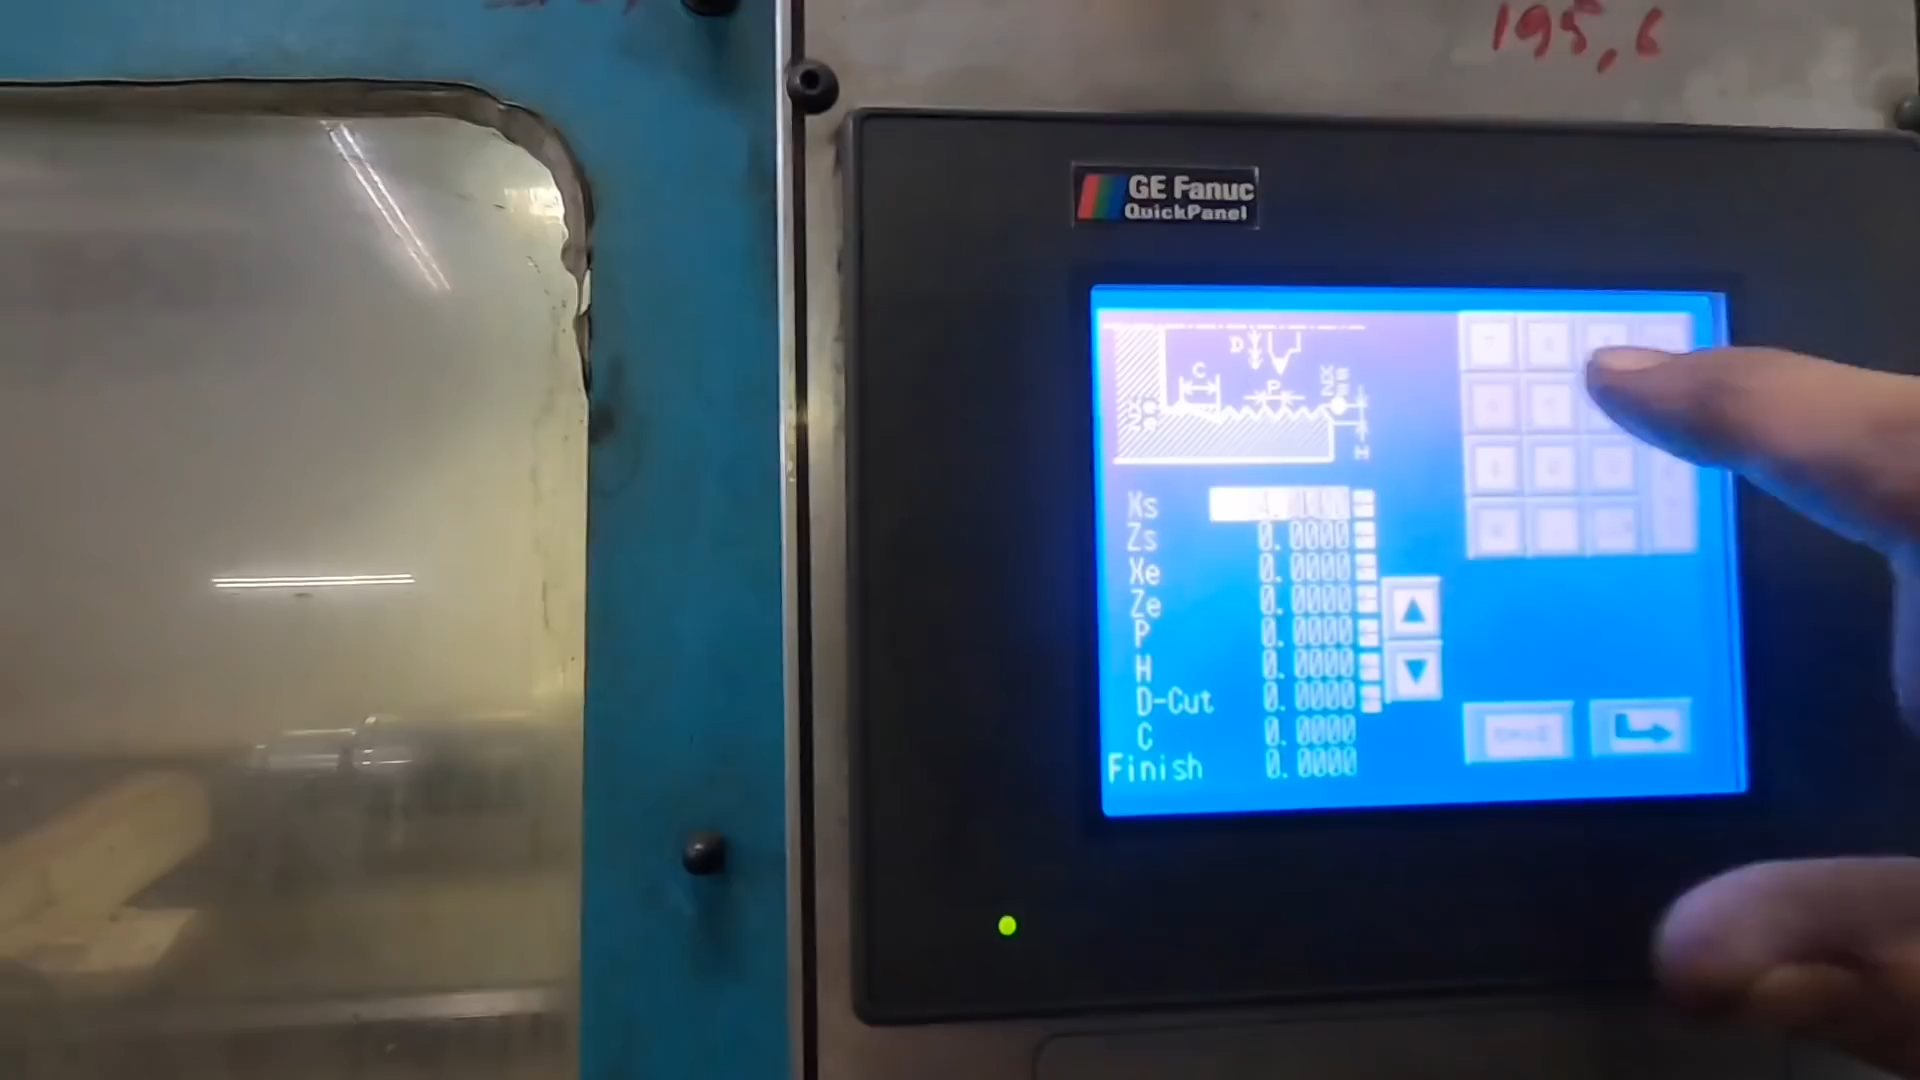 195,6
GE Fanuc
QuickPanel
D
C
P
H
Xs
Zs 0.0000
Xe 0.0000
Ze 0.0000
P 0.0000
H 0.0000
D-Cut 0.0000
C 0.0000
Finish 0.0000